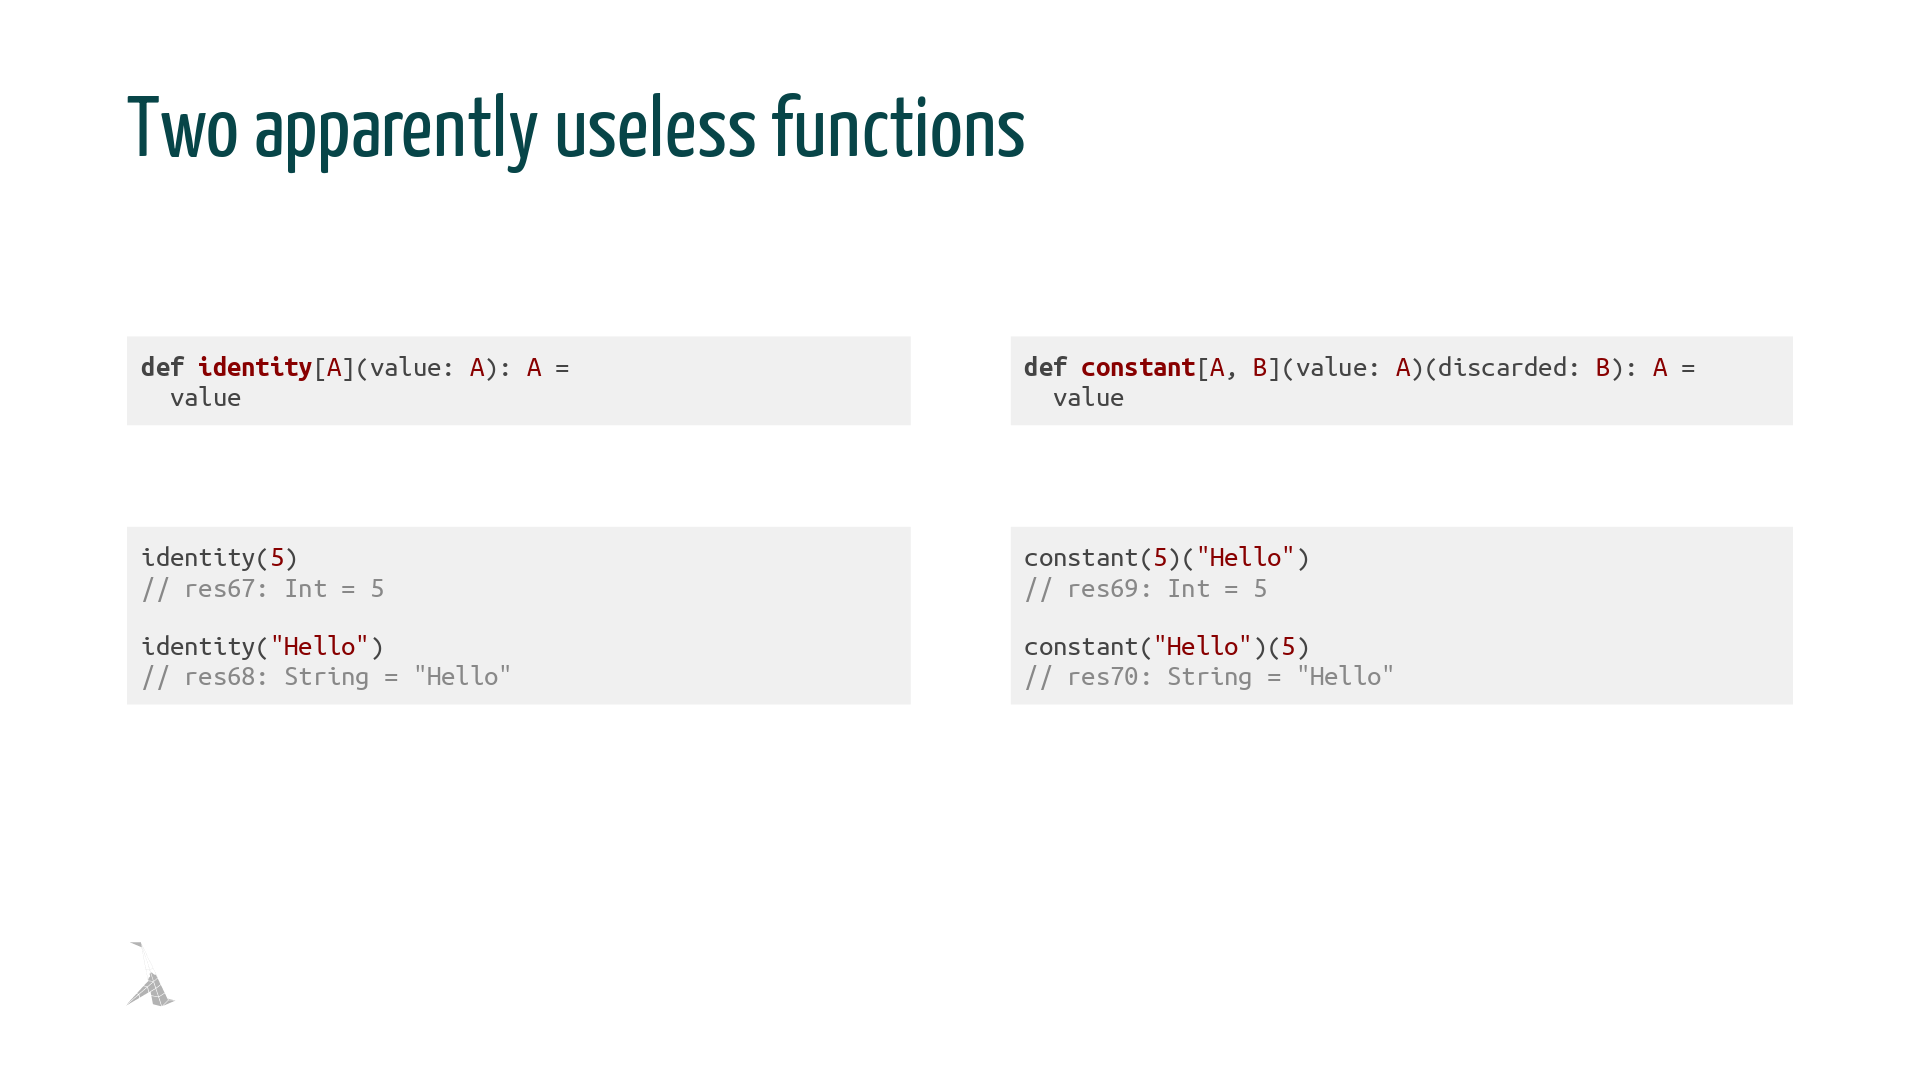 Two apparently useless functions
def identity[A](value: A): A =
  value
identity(5)
// res67: Int = 5
identity("Hello")
// res68: String = "Hello"
def constant[A, B](value: A)(discarded: B): A =
  value
constant(5)("Hello")
// res69: Int = 5
constant("Hello")(5)
// res70: String = "Hello"